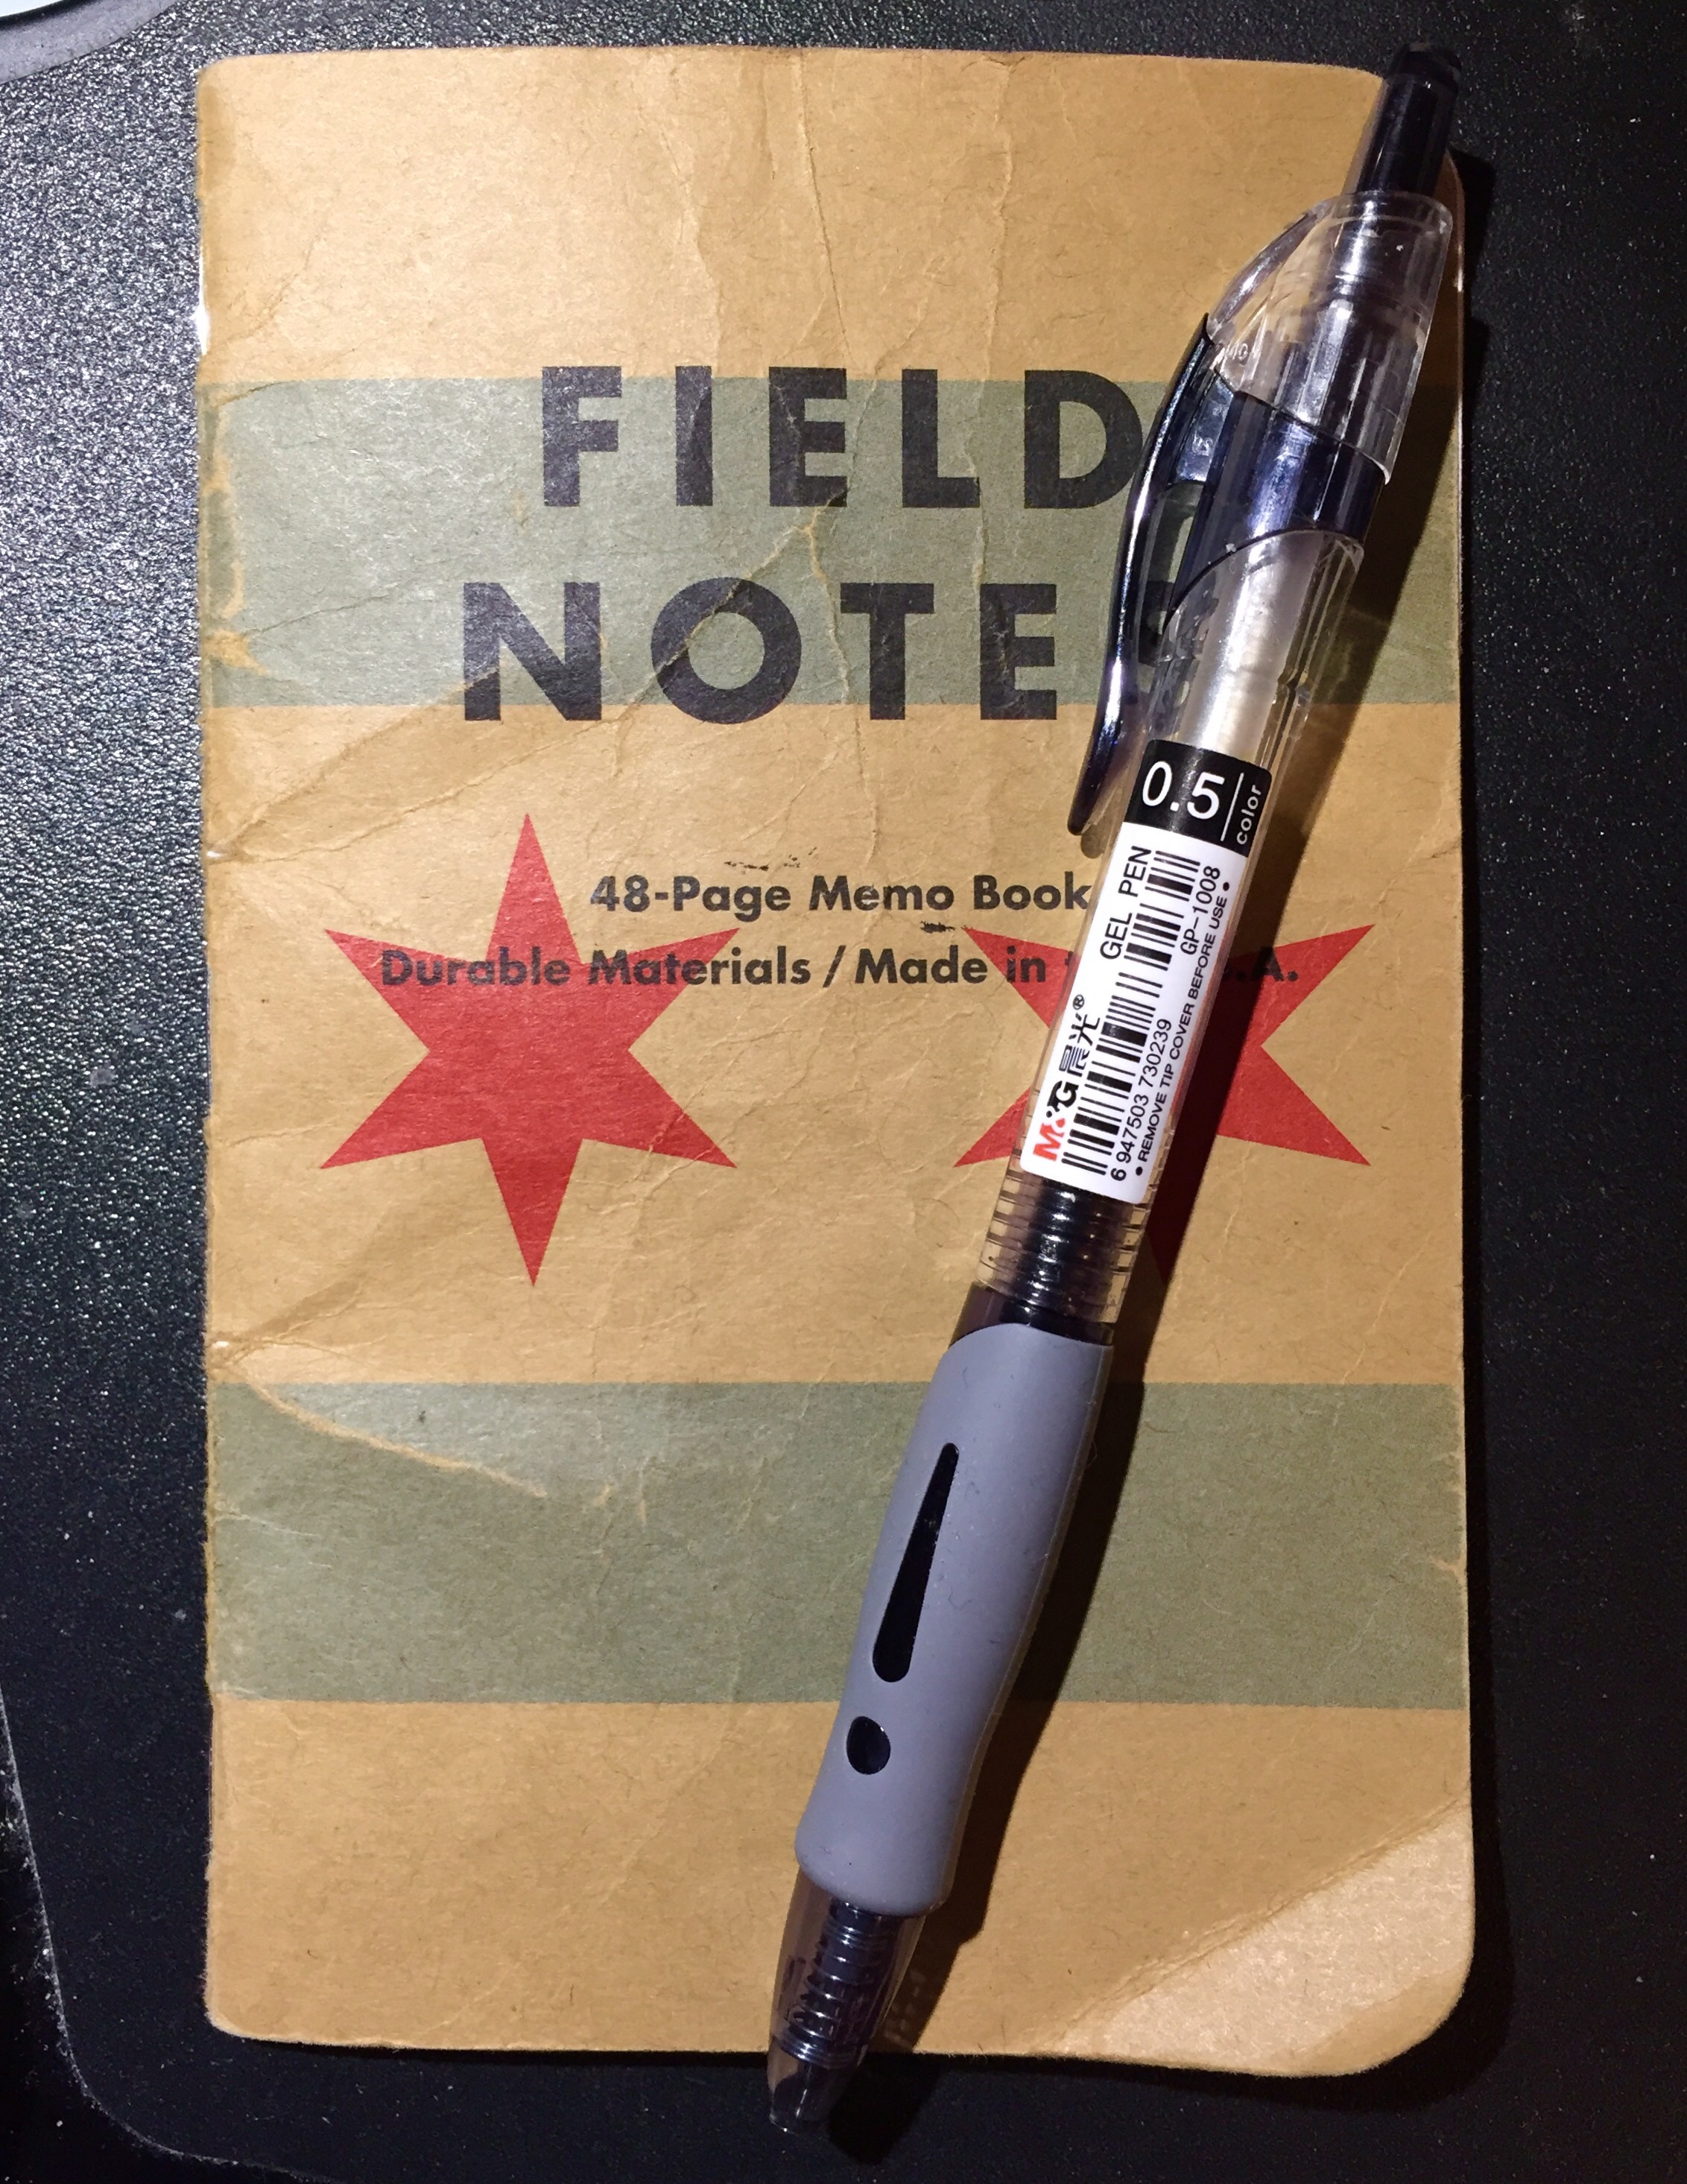 FIELD
NOTES
48-Page Memo Book
Durable Materials / Made in .A.
0.5 color
GEL PEN
GP-1008
M&G晨光®
6 947503 730239
• REMOVE TIP COVER BEFORE USE •